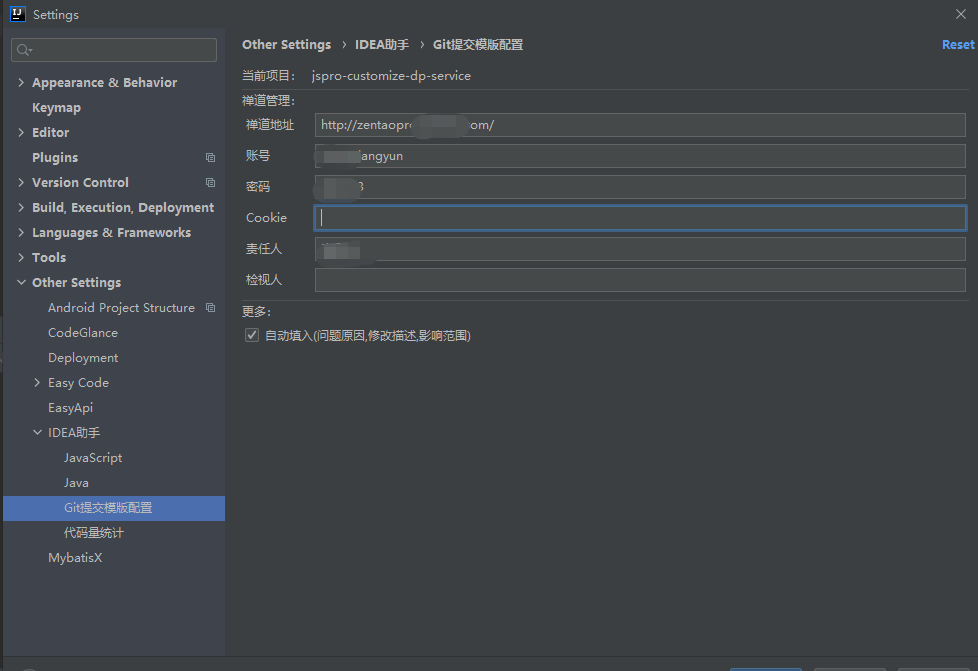 Settings
Other Settings › IDEA助手 › Git提交模版配置
Reset
当前项目： jspro-customize-dp-service
禅道管理：
禅道地址 http://zentaopr om/
账号 angyun
密码 3
Cookie
责任人
检视人
更多：
自动填入(问题原因,修改描述,影响范围)
Appearance & Behavior
Keymap
Editor
Plugins
Version Control
Build, Execution, Deployment
Languages & Frameworks
Tools
Other Settings
Android Project Structure
CodeGlance
Deployment
Easy Code
EasyApi
IDEA助手
JavaScript
Java
Git提交模版配置
代码量统计
MybatisX